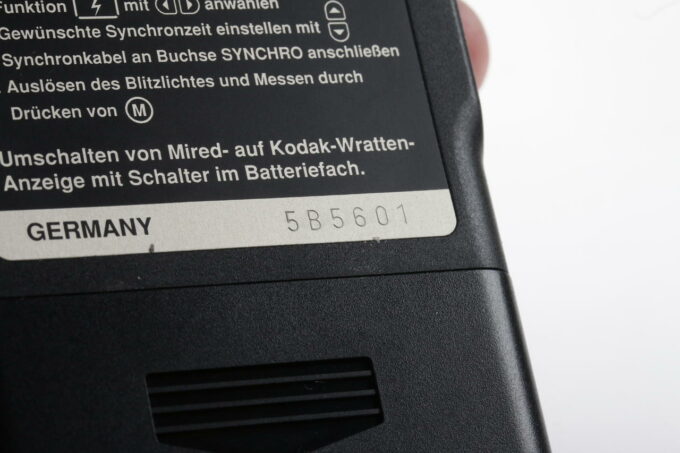 Funktion mit anwählen
Gewünschte Synchronzeit einstellen mit
Synchronkabel an Buchse SYNCHRO anschließen
Auslösen des Blitzlichtes und Messen durch
Drücken von M
Umschalten von Mired- auf Kodak-Wratten-
Anzeige mit Schalter im Batteriefach.
GERMANY 5B5601